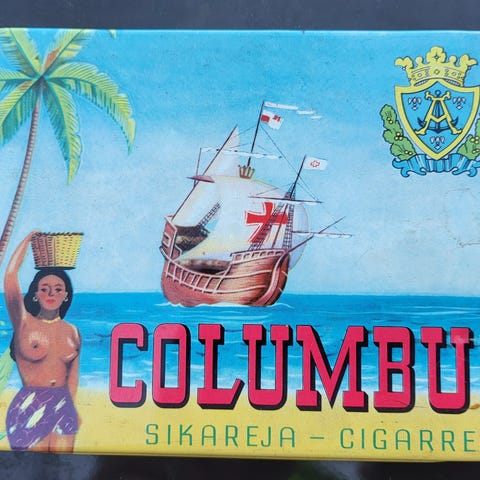 A
COLUMBU
SIKAREJA – CIGARRE